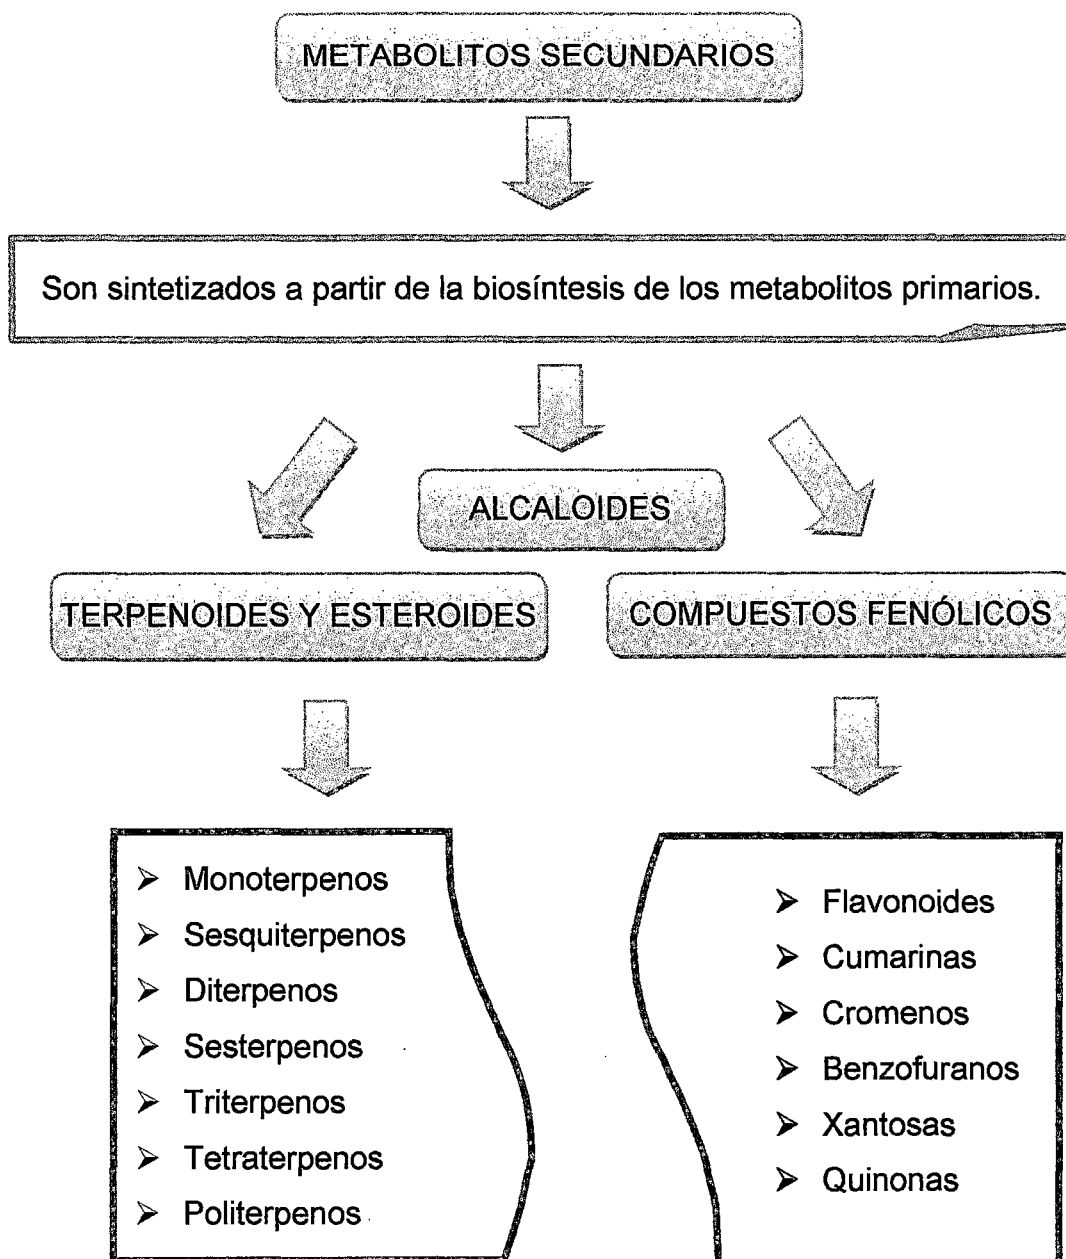 METABOLITOS SECUNDARIOS
Son sintetizados a partir de la biosíntesis de los metabolitos primarios.
ALCALOIDES
TERPENOIDES Y ESTEROIDES
COMPUESTOS FENÓLICOS
➤ Monoterpenos
➤ Sesquiterpenos
➤ Diterpenos
➤ Sesterpenos
➤ Triterpenos
➤ Tetraterpenos
➤ Politerpenos
➤ Flavonoides
➤ Cumarinas
➤ Cromenos
➤ Benzofuranos
➤ Xantosas
➤ Quinonas